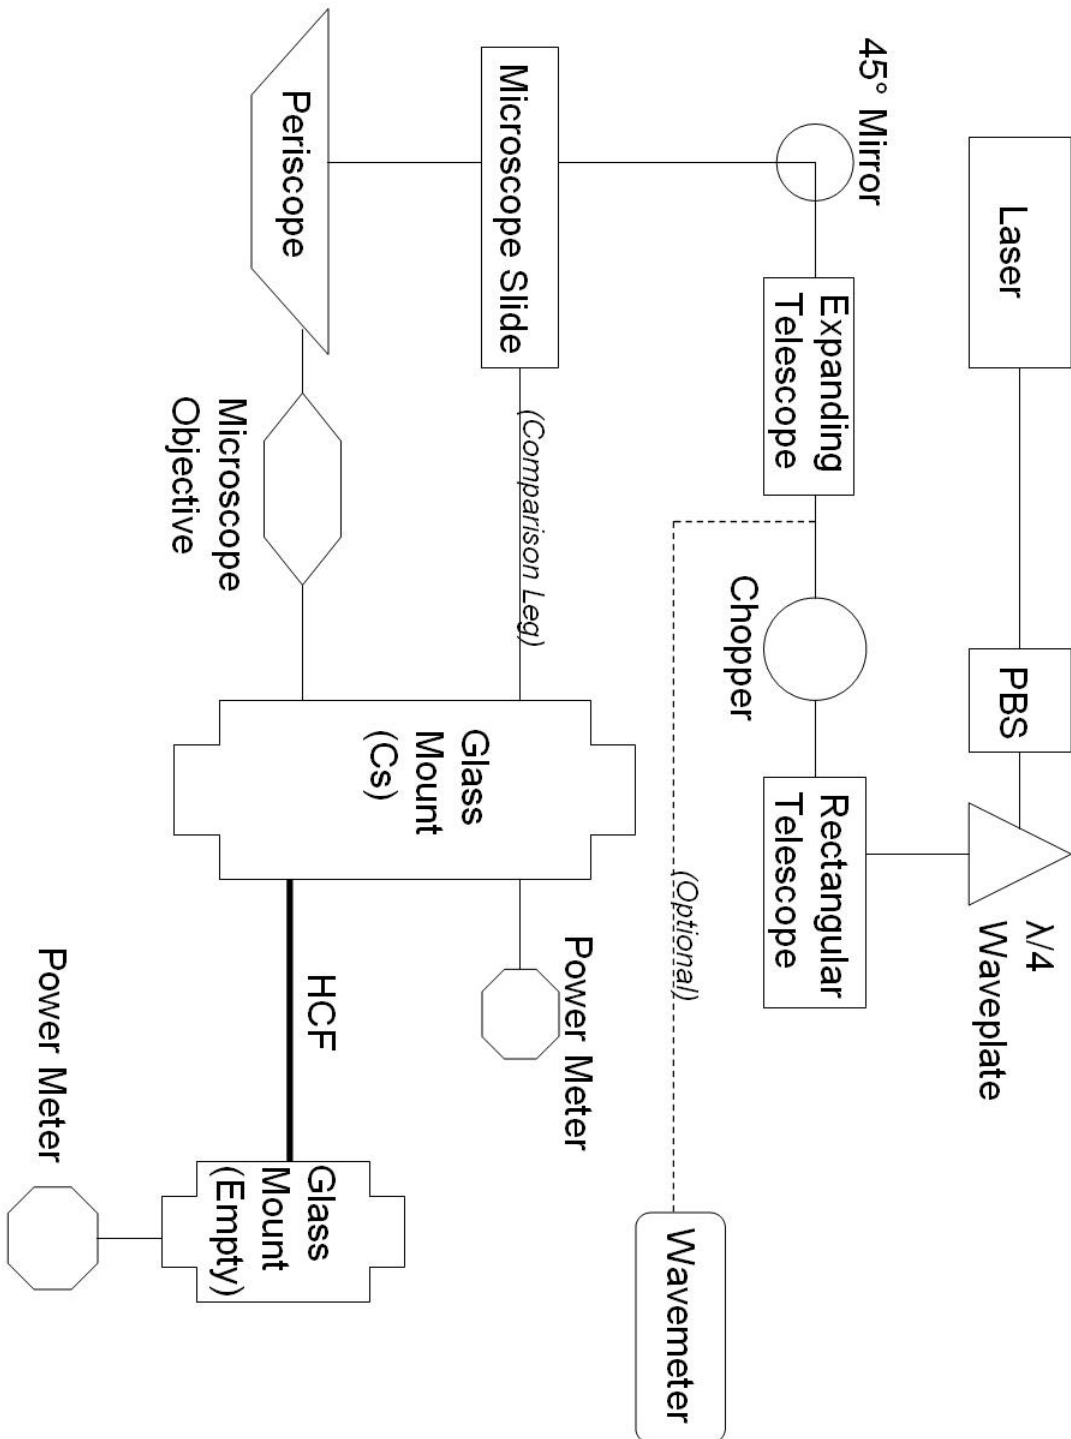 Laser
PBS
λ/4
Waveplate
45° Mirror
Expanding
Telescope
Chopper
Rectangular
Telescope
(Optional)
Wavemeter
Microscope Slide
(Comparison Leg)
Glass
Mount
(Cs)
Power Meter
Periscope
Microscope
Objective
HCF
Glass
Mount
(Empty)
Power Meter